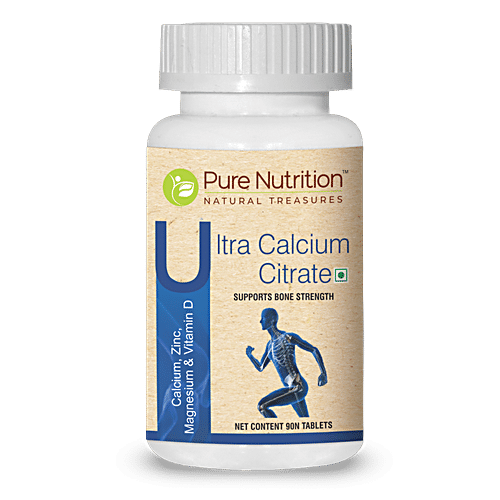 Pure Nutrition™
NATURAL TREASURES
Ultra Calcium
Citrate
SUPPORTS BONE STRENGTH
Calcium, Zinc,
Magnesium & Vitamin D
NET CONTENT 90N TABLETS